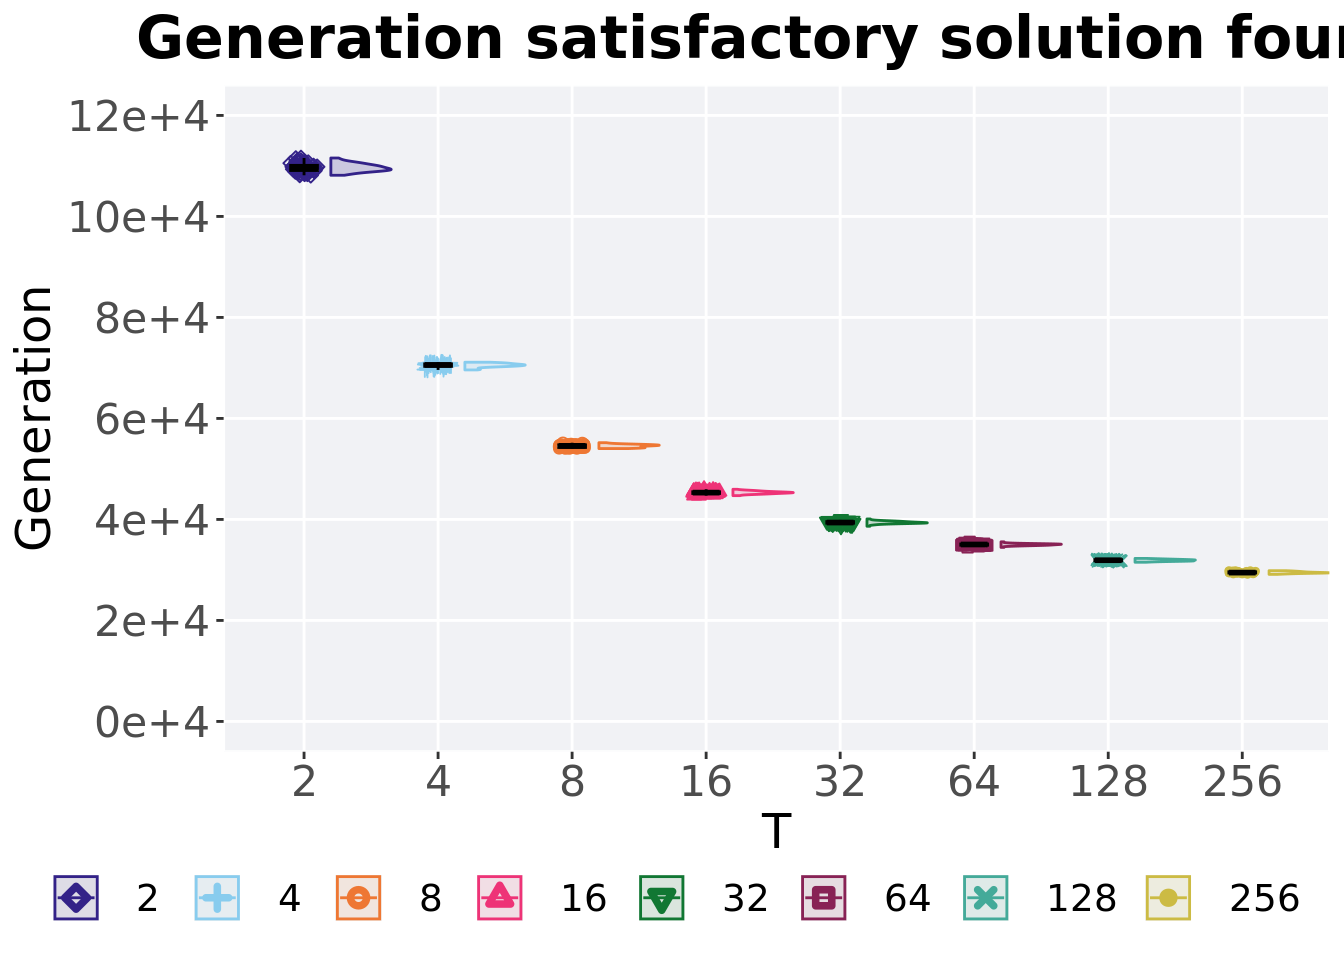 Generation satisfactory solution
12e+4
10e+4
8e+4
6e+4
4e+4
2e+4
0e+4
Generation
2 4 8 16 32 64 128 256
T
2 4 8 16 32 64 128 256